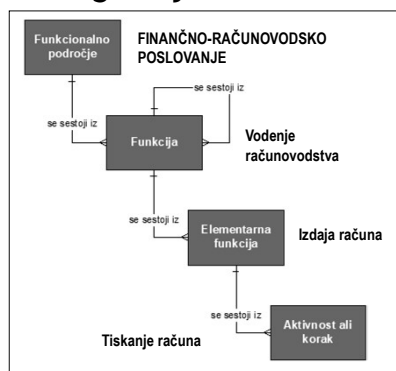 Funkcionalno
področje
FINANČNO-RAČUNOVODSKO
POSLOVANJE
se sestoji iz
se sestoji iz
Funkcija
Vodenje
računovodstva
se sestoji iz
Elementarna
funkcija
Izdaja računa
se sestoji iz
Aktivnost ali
korak
Tiskanje računa